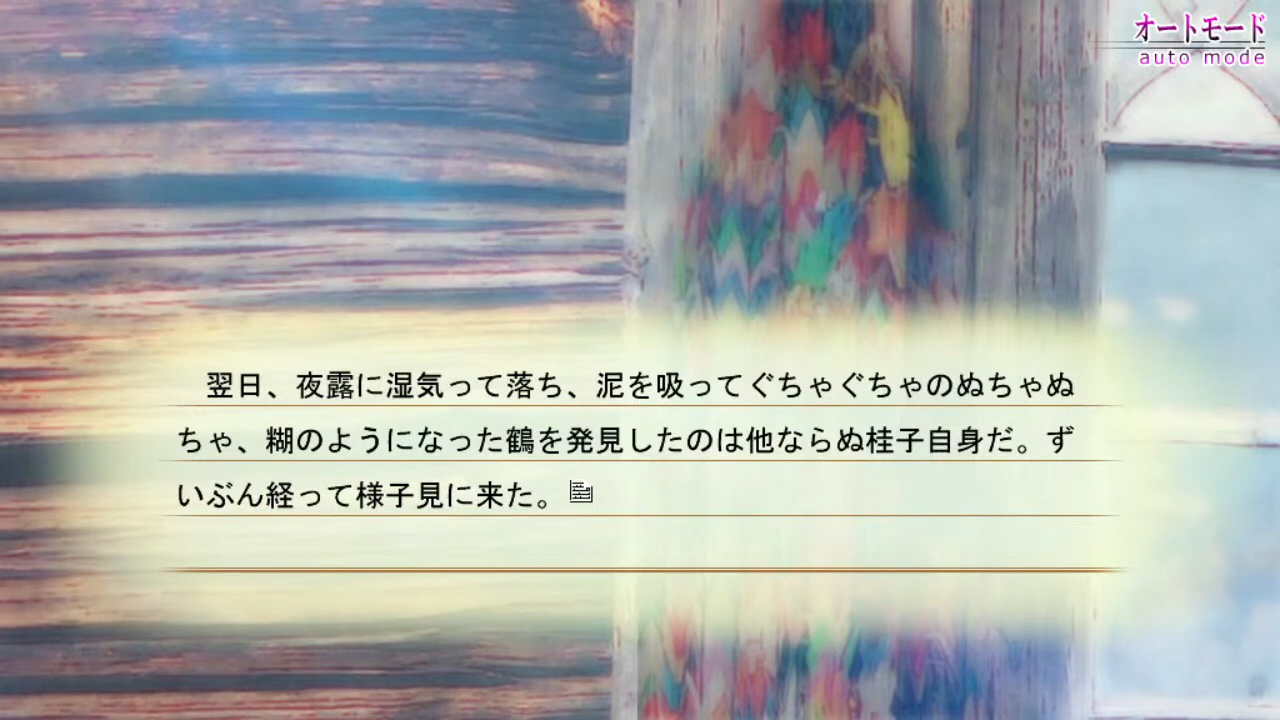 オートモード
auto mode
翌日、夜露に湿気って落ち、泥を吸ってぐちゃぐちゃのぬちゃぬ
ちゃ、糊のようになった鶴を発見したのは他ならぬ桂子自身だ。ず
いぶん経って様子見に来た。